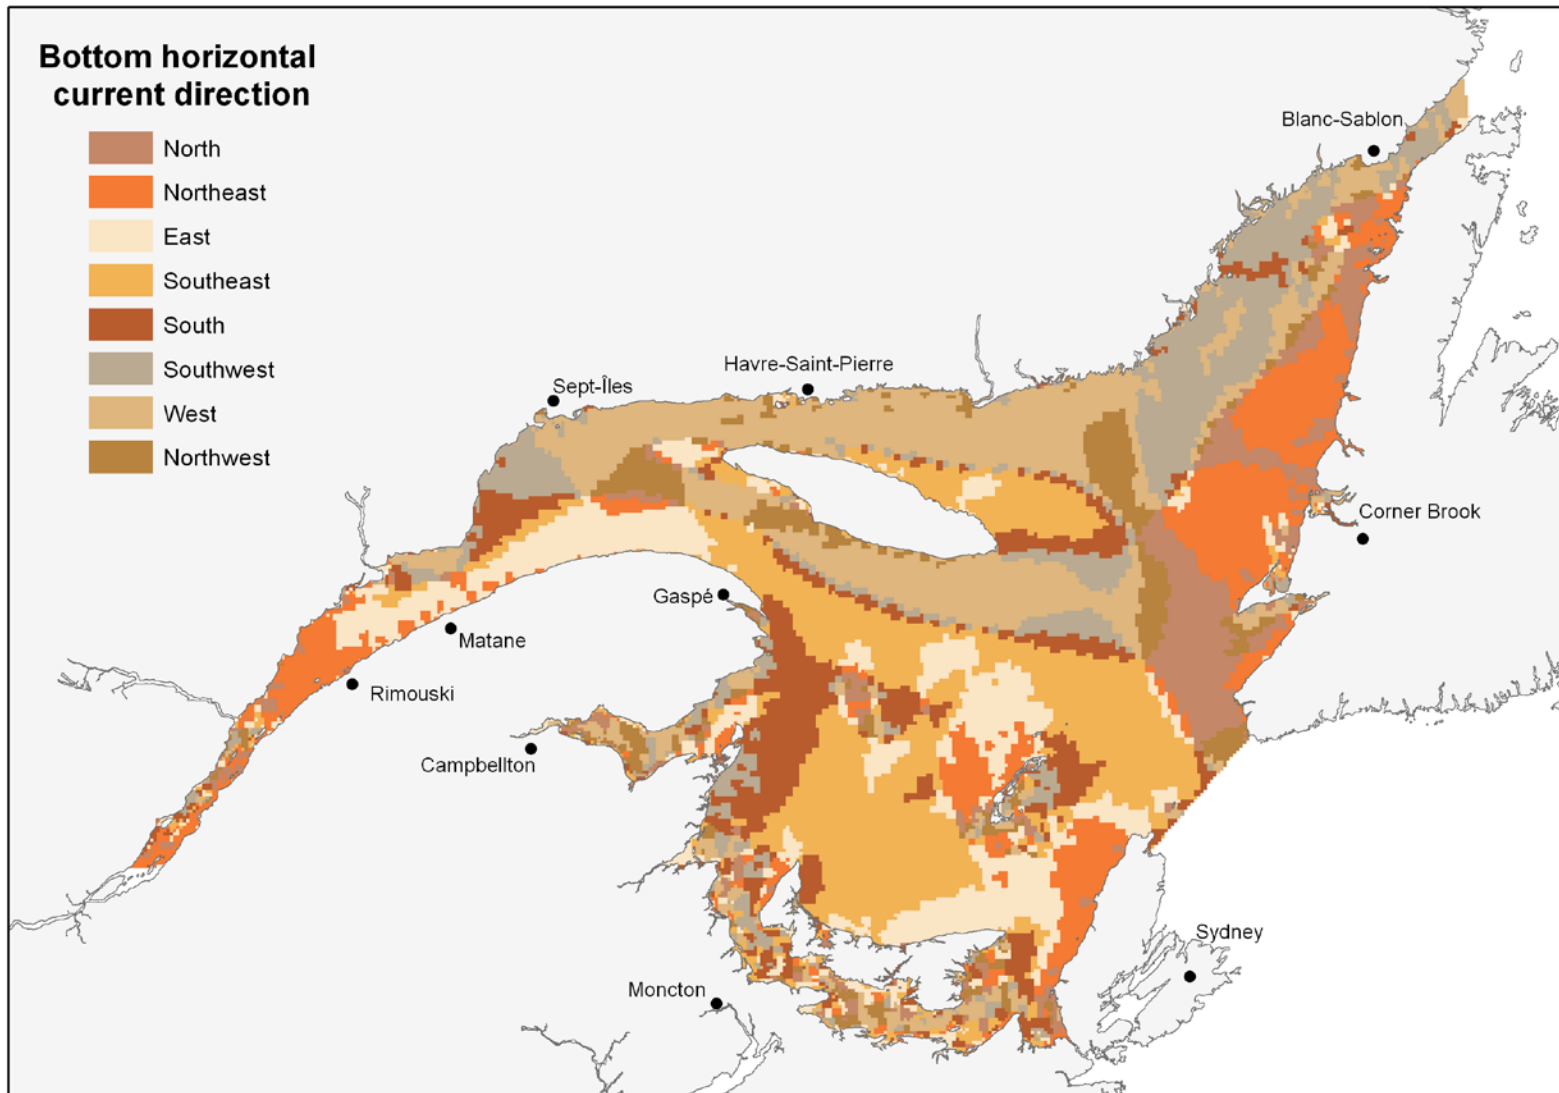 Bottom horizontal
current direction
North
Northeast
East
Southeast
South
Southwest
West
Northwest
Blanc-Sablon
Havre-Saint-Pierre
Sept-Îles
Corner Brook
Gaspé
Matane
Rimouski
Campbellton
Sydney
Moncton